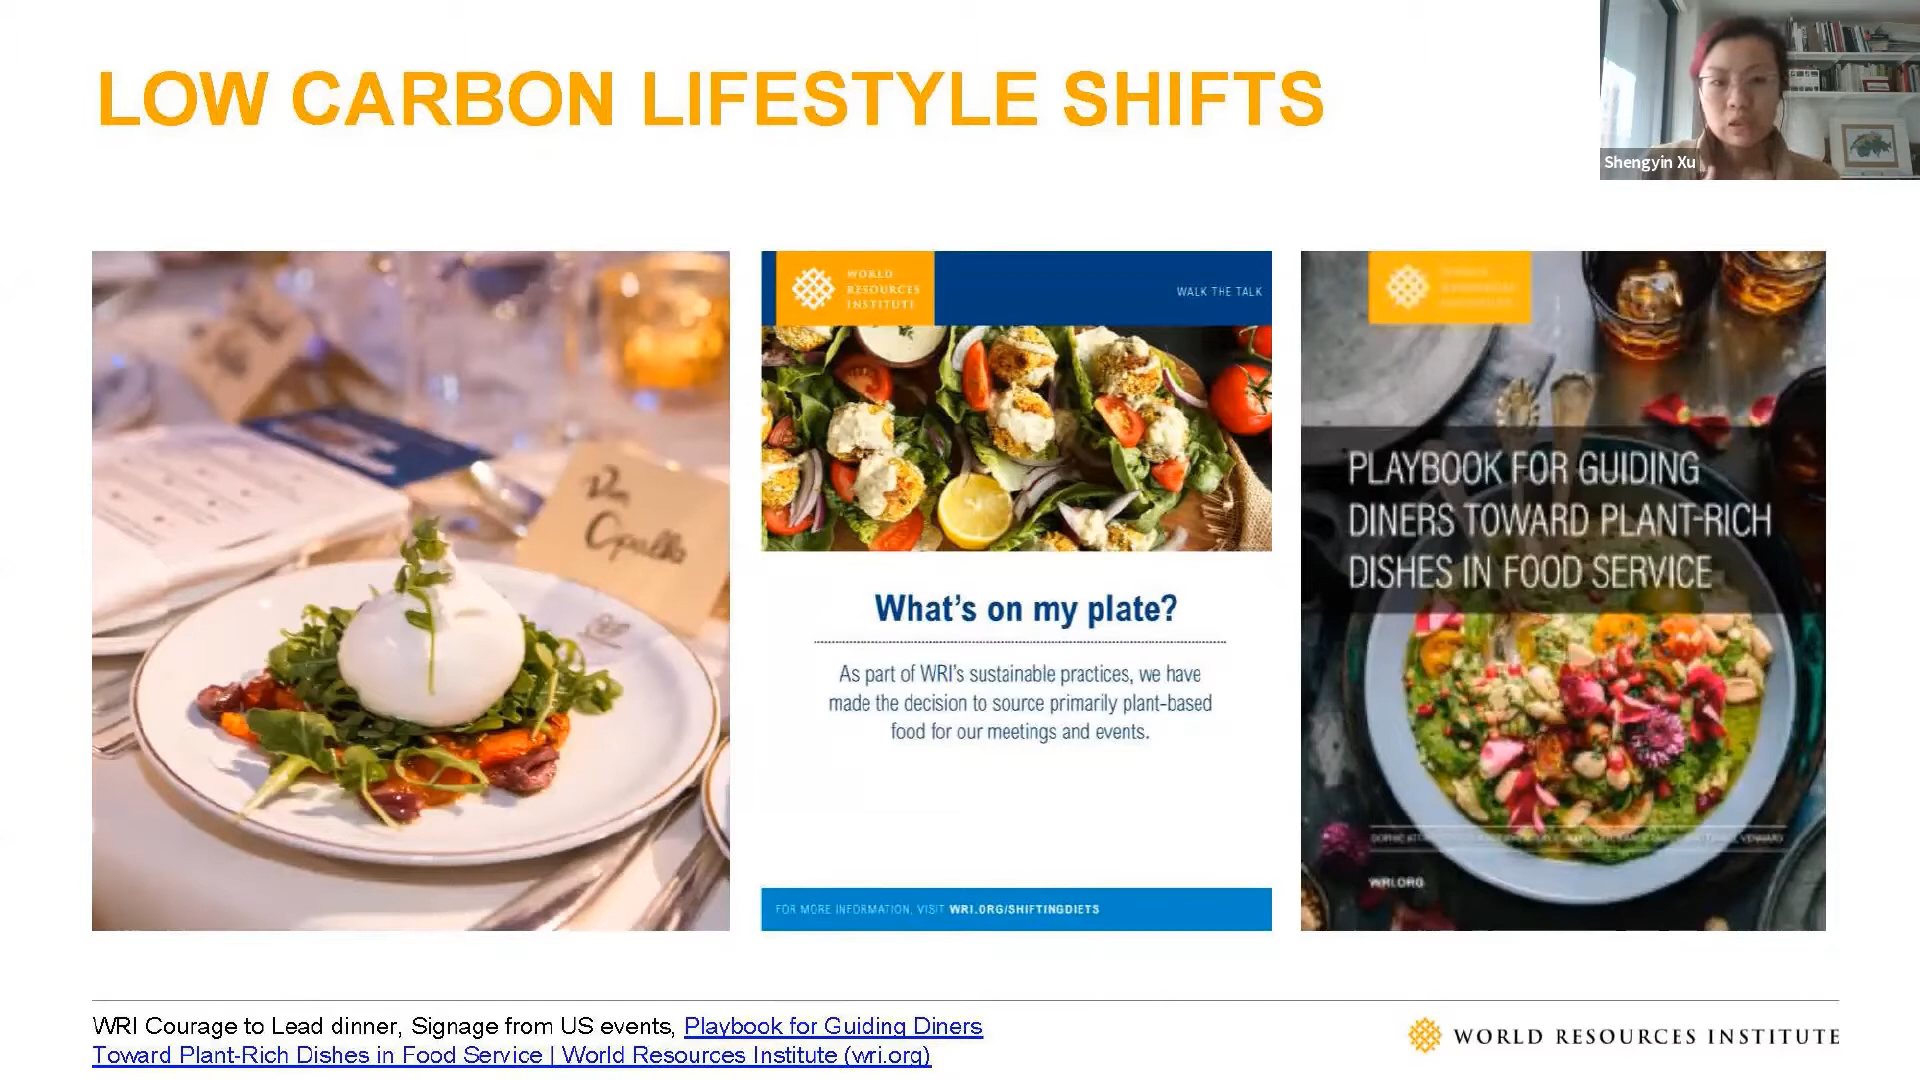 LOW CARBON LIFESTYLE SHIFTS
Shengyin Xu
WORLD
RESOURCES
INSTITUTE
WALK THE TALK
What's on my plate?
As part of WRI's sustainable practices, we have
made the decision to source primarily plant-based
food for our meetings and events.
FOR MORE INFORMATION, VISIT WRI.ORG/SHIFTINGDIETS
PLAYBOOK FOR GUIDING
DINERS TOWARD PLANT-RICH
DISHES IN FOOD SERVICE
WRI.ORG
WRI Courage to Lead dinner, Signage from US events, Playbook for Guiding Diners
Toward Plant-Rich Dishes in Food Service | World Resources Institute (wri.org)
WORLD RESOURCES INSTITUTE